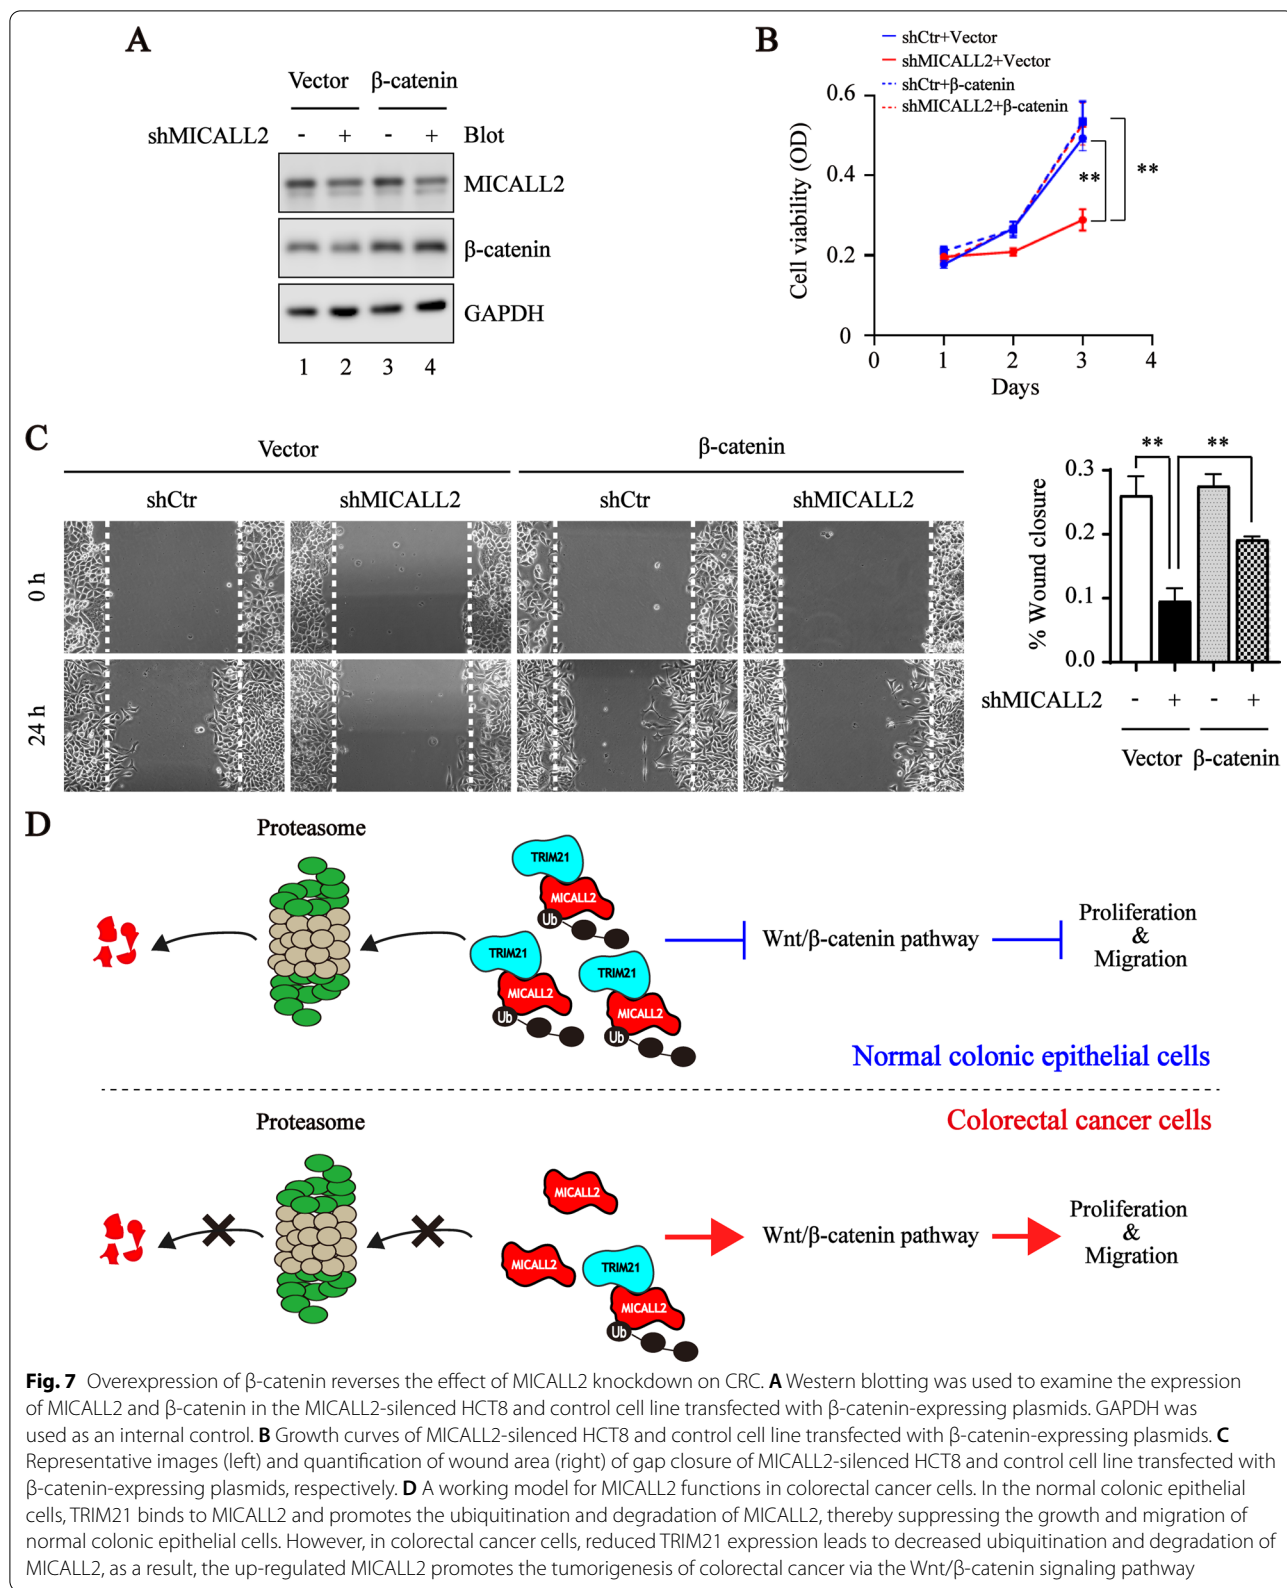 A
Vector β-catenin
shMICALL2 - + - + Blot
MICALL2
β-catenin
GAPDH
1 2 3 4
B
shCtr+Vector
shMICALL2+Vector
shCtr+β-catenin
shMICALL2+β-catenin
Cell viability (OD)
0.6
0.4
0.2
0
**
**
0 1 2 3 4
Days
C
Vector β-catenin
shCtr shMICALL2 shCtr shMICALL2
0 h
24 h
% Wound closure
** **
0.3
0.2
0.1
0.0
shMICALL2 - + - +
Vector β-catenin
D
Proteasome
TRIM21
MICALL2
Ub
TRIM21
MICALL2
Ub
TRIM21
MICALL2
Ub
Wnt/β-catenin pathway
Proliferation
&
Migration
Normal colonic epithelial cells
Colorectal cancer cells
Proteasome
MICALL2
MICALL2
TRIM21
MICALL2
Ub
Wnt/β-catenin pathway
Proliferation
&
Migration
Fig. 7 Overexpression of β-catenin reverses the effect of MICALL2 knockdown on CRC. A Western blotting was used to examine the expression
of MICALL2 and β-catenin in the MICALL2-silenced HCT8 and control cell line transfected with β-catenin-expressing plasmids. GAPDH was
used as an internal control. B Growth curves of MICALL2-silenced HCT8 and control cell line transfected with β-catenin-expressing plasmids. C
Representative images (left) and quantification of wound area (right) of gap closure of MICALL2-silenced HCT8 and control cell line transfected with
β-catenin-expressing plasmids, respectively. D A working model for MICALL2 functions in colorectal cancer cells. In the normal colonic epithelial
cells, TRIM21 binds to MICALL2 and promotes the ubiquitination and degradation of MICALL2, thereby suppressing the growth and migration of
normal colonic epithelial cells. However, in colorectal cancer cells, reduced TRIM21 expression leads to decreased ubiquitination and degradation of
MICALL2, as a result, the up-regulated MICALL2 promotes the tumorigenesis of colorectal cancer via the Wnt/β-catenin signaling pathway